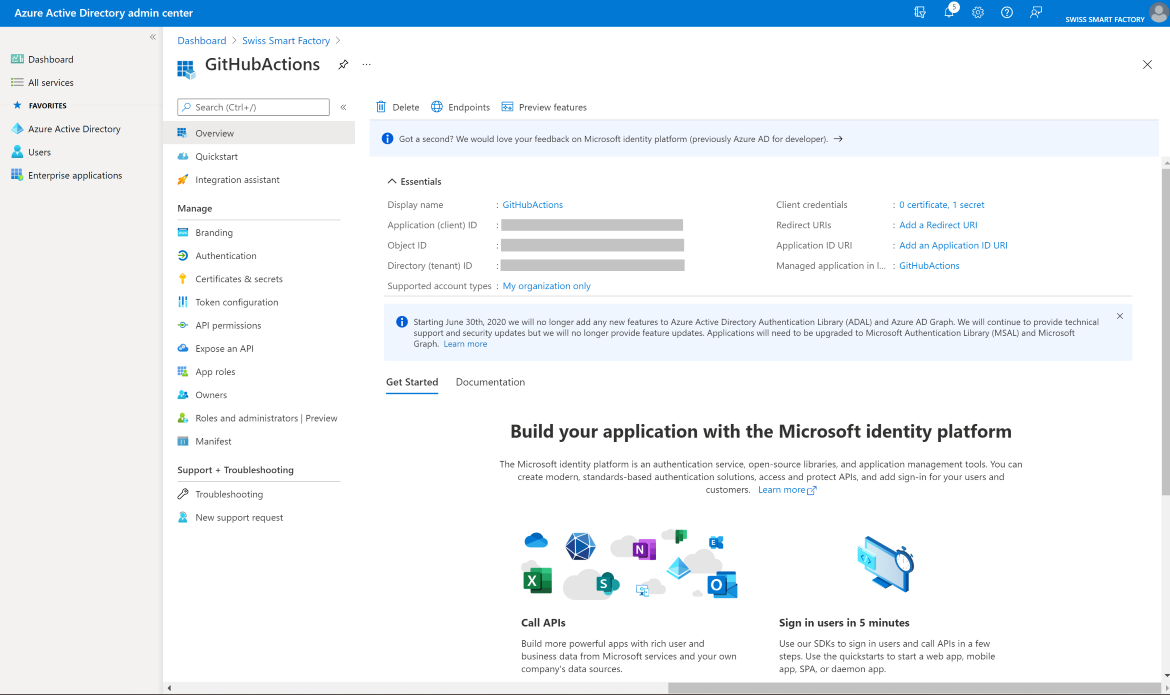 Azure Active Directory admin center
5
SWISS SMART FACTORY
«
Dashboard
All services
FAVORITES
Azure Active Directory
Users
Enterprise applications
Dashboard > Swiss Smart Factory >
GitHubActions
...
Search (Ctrl+/)
«
Overview
Quickstart
Integration assistant
Manage
Branding
Authentication
Certificates & secrets
Token configuration
API permissions
Expose an API
App roles
Owners
Roles and administrators | Preview
Manifest
Support + Troubleshooting
Troubleshooting
New support request
Delete Endpoints Preview features
Got a second? We would love your feedback on Microsoft identity platform (previously Azure AD for developer). →
Essentials
Display name : GitHubActions
Application (client) ID :
Object ID :
Directory (tenant) ID :
Supported account types : My organization only
Client credentials : 0 certificate, 1 secret
Redirect URIs : Add a Redirect URI
Application ID URI : Add an Application ID URI
Managed application in l... : GitHubActions
Starting June 30th, 2020 we will no longer add any new features to Azure Active Directory Authentication Library (ADAL) and Azure AD Graph. We will continue to provide technical
support and security updates but we will no longer provide feature updates. Applications will need to be upgraded to Microsoft Authentication Library (MSAL) and Microsoft
Graph. Learn more
Get Started Documentation
Build your application with the Microsoft identity platform
The Microsoft identity platform is an authentication service, open-source libraries, and application management tools. You can
create modern, standards-based authentication solutions, access and protect APIs, and add sign-in for your users and
customers. Learn more
N
E
X
S
O
Call APIs
Build more powerful apps with rich user and
business data from Microsoft services and your own
company's data sources.
Sign in users in 5 minutes
Use our SDKs to sign in users and call APIs in a few
steps. Use the quickstarts to start a web app, mobile
app, SPA, or daemon app.